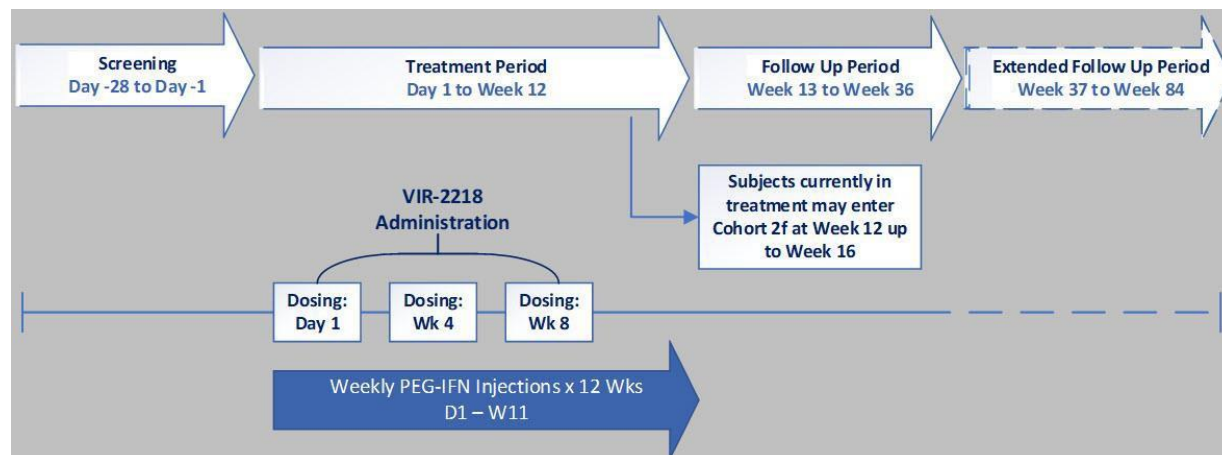 Screening
Day -28 to Day -1
Treatment Period
Day 1 to Week 12
Follow Up Period
Week 13 to Week 36
Extended Follow Up Period
Week 37 to Week 84
Subjects currently in
treatment may enter
Cohort 2f at Week 12 up
to Week 16
VIR-2218
Administration
Dosing:
Day 1
Dosing:
Wk 4
Dosing:
Wk 8
Weekly PEG-IFN Injections x 12 Wks
D1 – W11